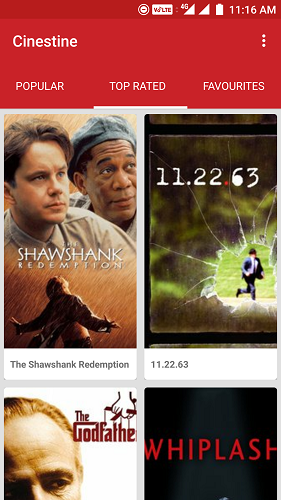 VoLTE 4G 11:16 AM
Cinestine
POPULAR TOP RATED FAVOURITES
THE
SHAWSHANK
REDEMPTION
11.22.63
The Shawshank Redemption
11.22.63
The
Godfathe
WHIPLASH